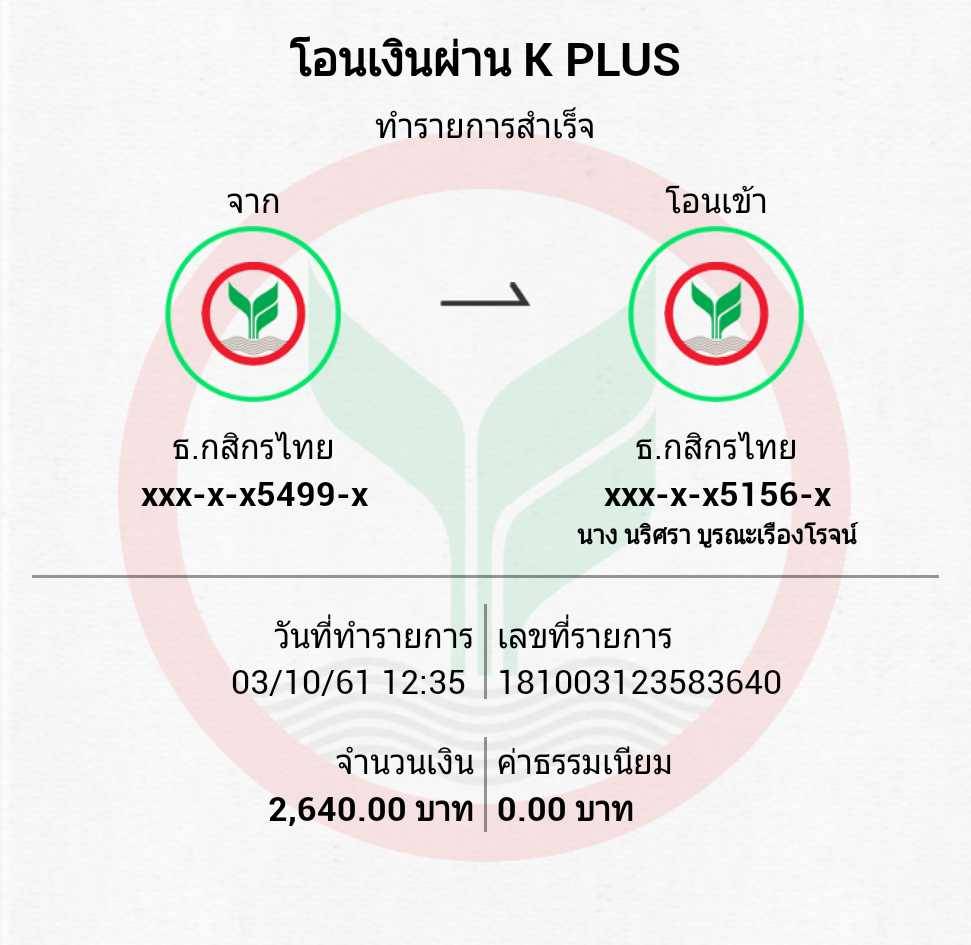 โอนเงินผ่าน K PLUS
ทำรายการสำเร็จ
จาก
ธ.กสิกรไทย
xxx-x-x5499-x
โอนเข้า
ธ.กสิกรไทย
xxx-x-x5156-x
นาง นริศรา บูรณะเรืองโรจน์
วันที่ทำรายการ
03/10/61 12:35
เลขที่รายการ
181003123583640
จำนวนเงิน
2,640.00 บาท
ค่าธรรมเนียม
0.00 บาท